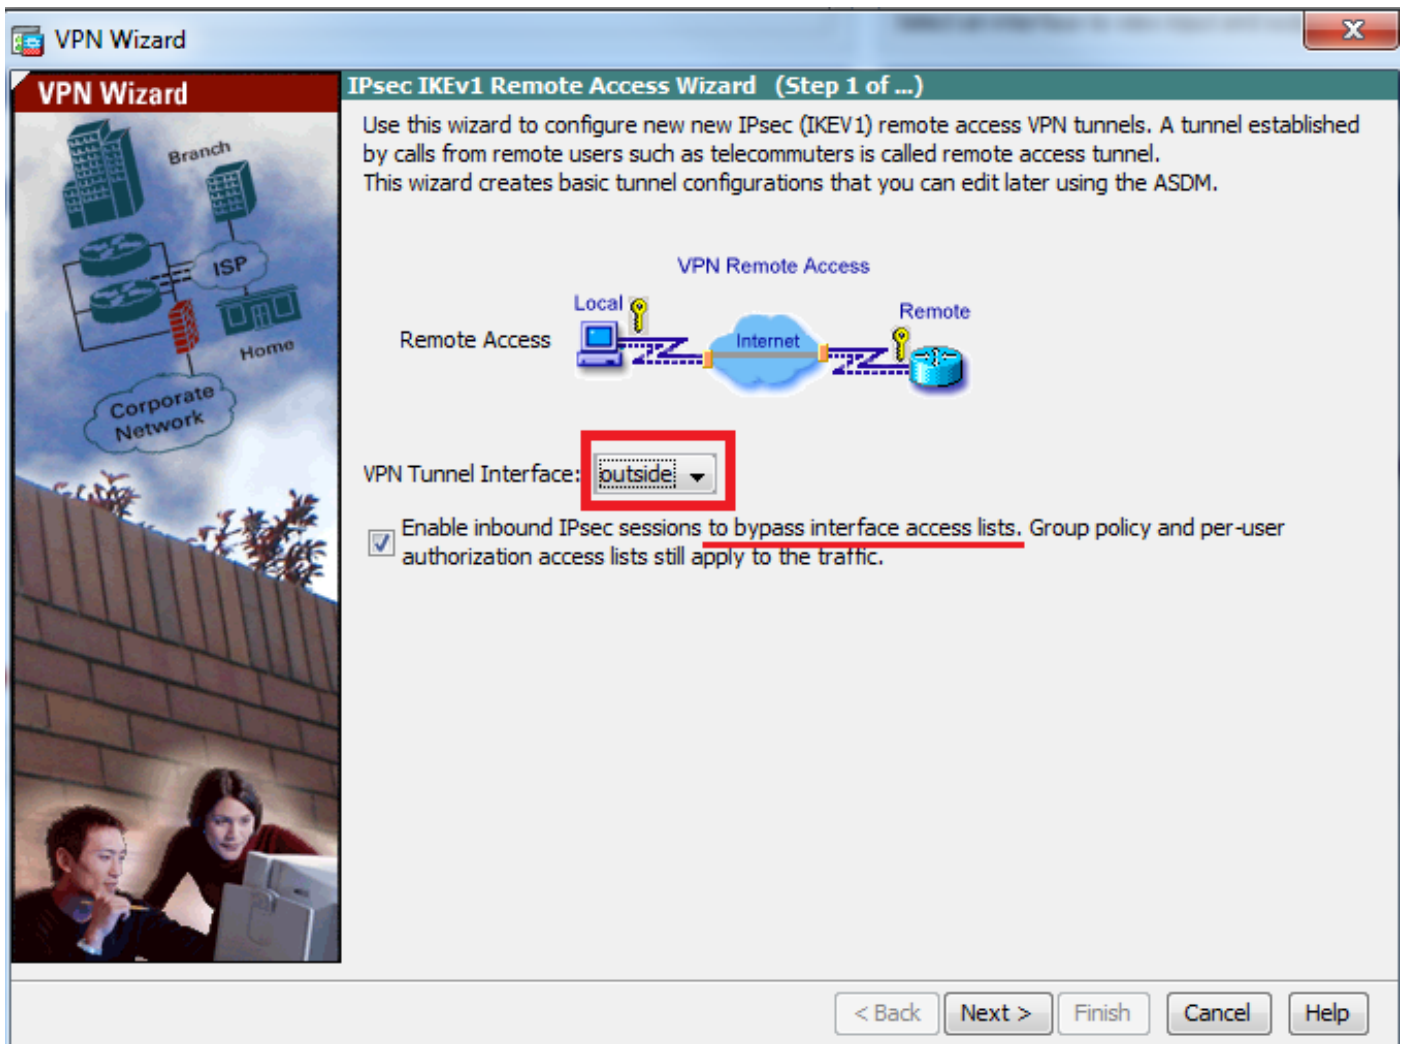 VPN Wizard
VPN Wizard
Branch
ISP
Home
Corporate
Network
IPsec IKEv1 Remote Access Wizard (Step 1 of ...)
Use this wizard to configure new new IPsec (IKEV1) remote access VPN tunnels. A tunnel established
by calls from remote users such as telecommuters is called remote access tunnel.
This wizard creates basic tunnel configurations that you can edit later using the ASDM.
VPN Remote Access
Local
Remote
Remote Access
Internet
VPN Tunnel Interface: outside
Enable inbound IPsec sessions to bypass interface access lists. Group policy and per-user
authorization access lists still apply to the traffic.
< Back Next > Finish Cancel Help